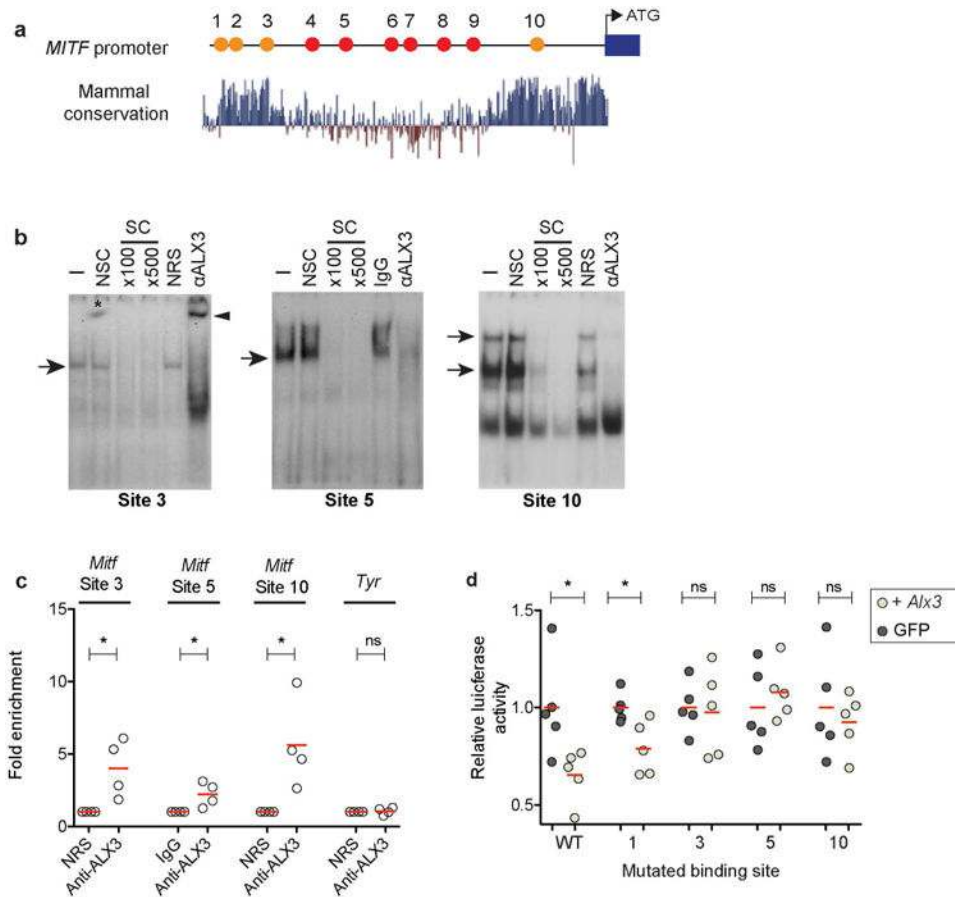 a
MITF promoter
1 2 3 4 5 6 7 8 9 10
ATG
Mammal
conservation
b
I NSC SC x100 x500 NRS αALX3
*
Site 3
I NSC SC x100 x500 IgG αALX3
Site 5
I NSC SC x100 x500 NRS αALX3
Site 10
c
Mitf
Site 3
Mitf
Site 5
Mitf
Site 10
Tyr
* * * ns
Fold enrichment
15
10
5
0
NRS Anti-ALX3 IgG Anti-ALX3 NRS Anti-ALX3 NRS Anti-ALX3
d
* * ns ns ns
+ Alx3
GFP
Relative luiciferase
activity
1.5
1.0
0.5
WT 1 3 5 10
Mutated binding site